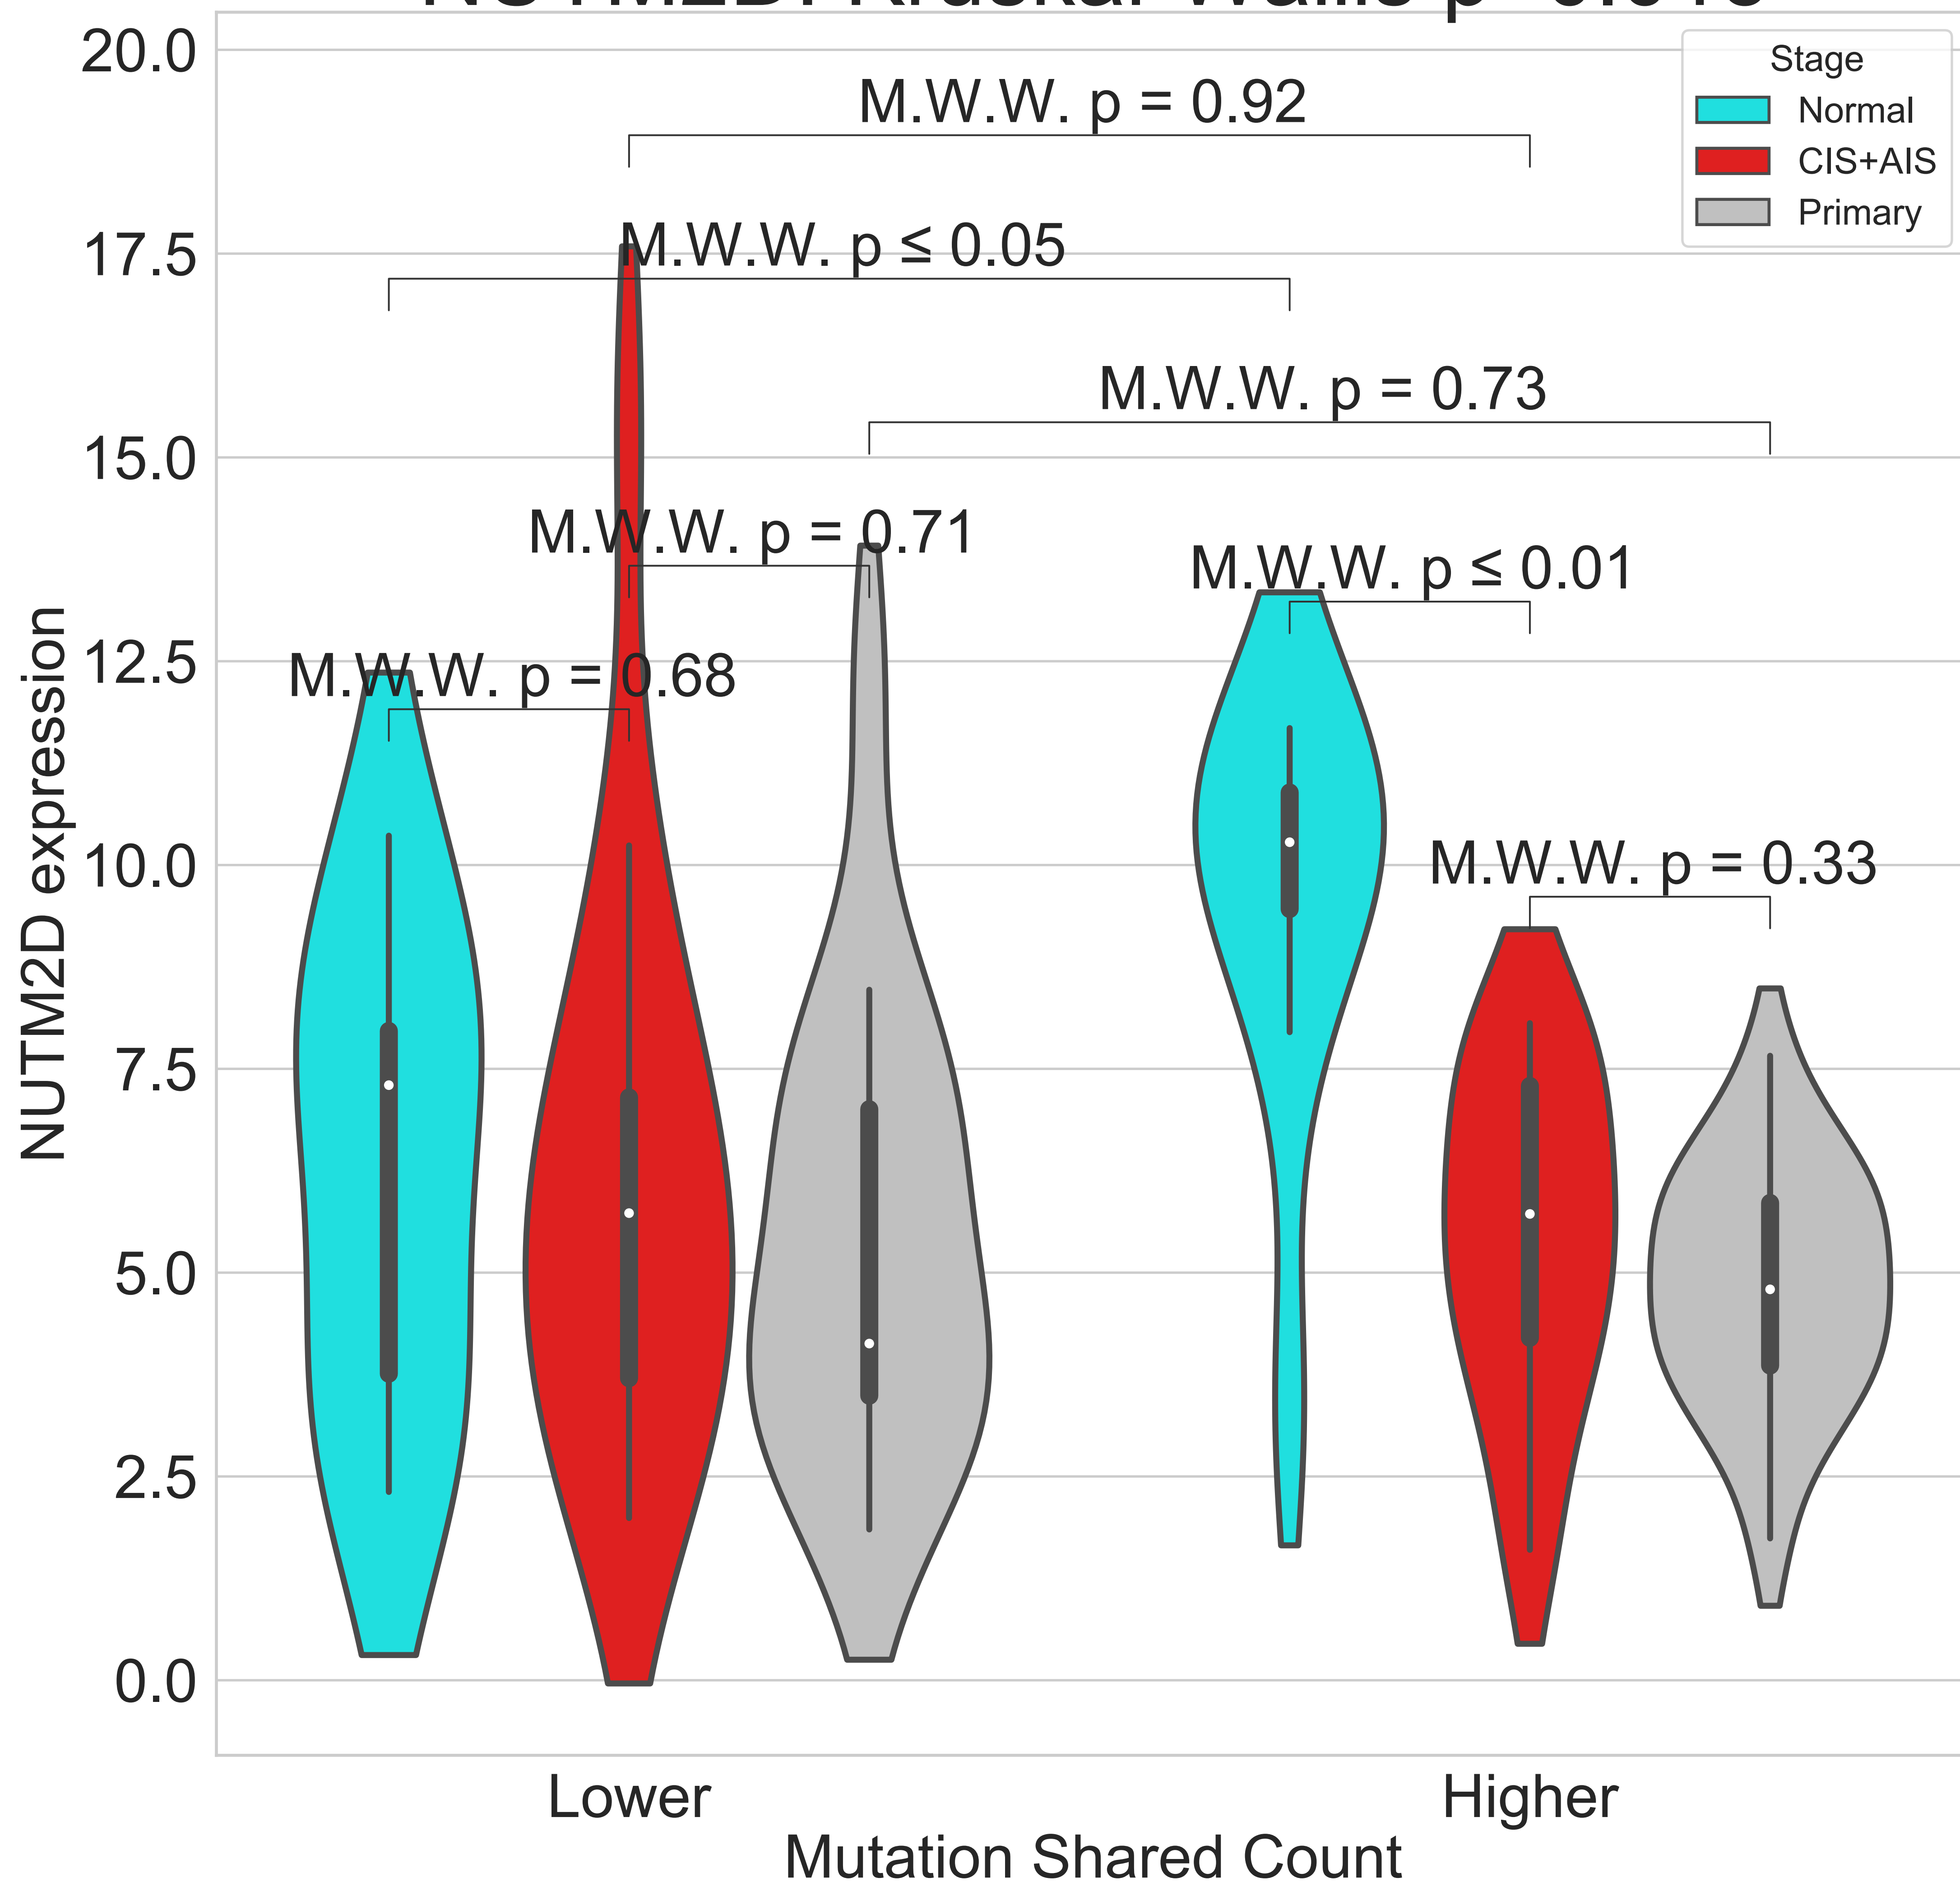 20.0
17.5
15.0
12.5
10.0
7.5
5.0
2.5
0.0
NUTM2D expression
M.W.W. p = 0.92
M.W.W. p ≤ 0.05
M.W.W. p = 0.73
M.W.W. p = 0.71
M.W.W. p ≤ 0.01
M.W.W. p = 0.68
M.W.W. p = 0.33
Stage
Normal
CIS+AIS
Primary
Lower
Higher
Mutation Shared Count